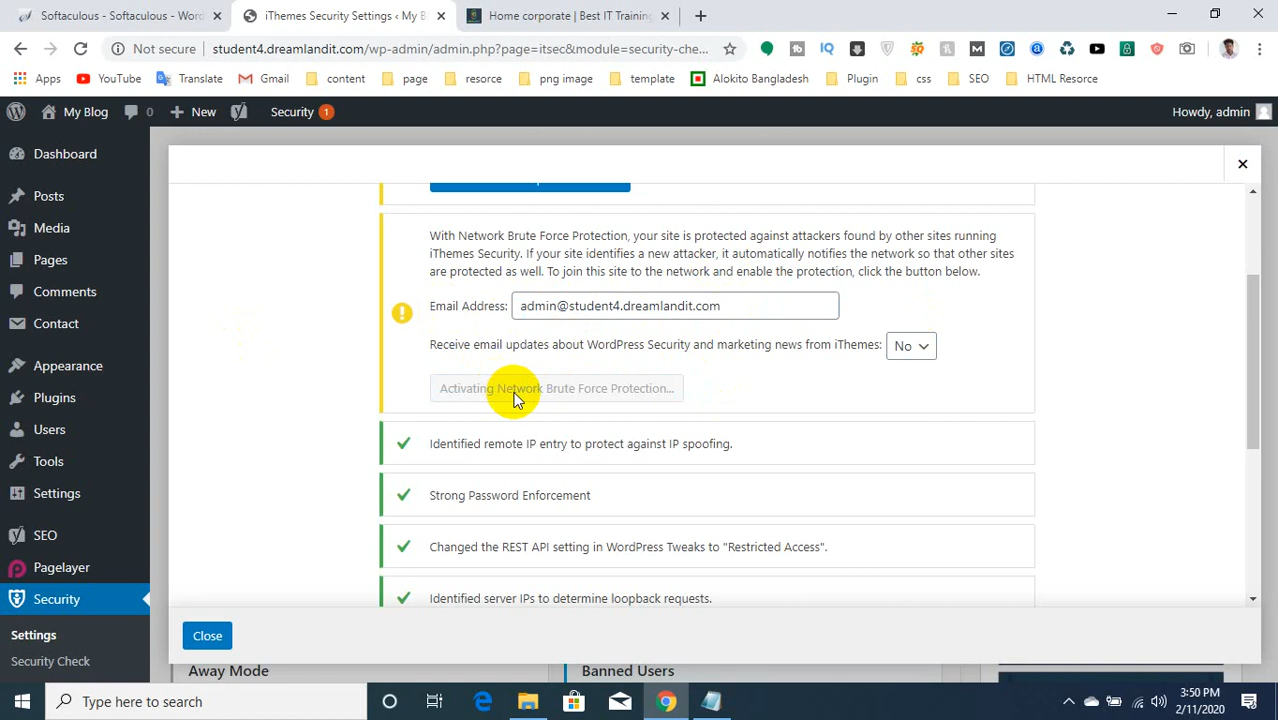 Softaculous - Softaculous - Wor
iThemes Security Settings ‹ My B
Home corporate | Best IT Training
Not secure
student4.dreamlandit.com/wp-admin/admin.php?page=itsec&module=security-che...
Apps
YouTube
Translate
Gmail
content
page
resorce
png image
template
Alokito Bangladesh
Plugin
css
SEO
HTML Resorce
My Blog
0
New
Security 1
Howdy, admin
Dashboard
Posts
Media
Pages
Comments
Contact
Appearance
Plugins
Users
Tools
Settings
SEO
Pagelayer
Security
Settings
Security Check
With Network Brute Force Protection, your site is protected against attackers found by other sites running
iThemes Security. If your site identifies a new attacker, it automatically notifies the network so that other sites
are protected as well. To join this site to the network and enable the protection, click the button below.
Email Address: admin@student4.dreamlandit.com
Receive email updates about WordPress Security and marketing news from iThemes: No
Activating Network Brute Force Protection...
Identified remote IP entry to protect against IP spoofing.
Strong Password Enforcement
Changed the REST API setting in WordPress Tweaks to "Restricted Access".
Identified server IPs to determine loopback requests.
Close
Away Mode
Banned Users
Type here to search
3:50 PM
2/11/2020